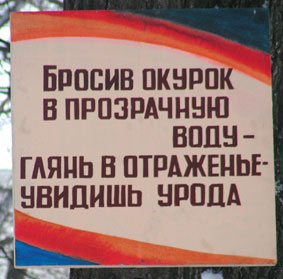 БРОСИВ ОКУРОК
В ПРОЗРАЧНУЮ
ВОДУ-
ГЛЯНЬ В ОТРАЖЕНЬЕ-
УВИДИШЬ УРОДА